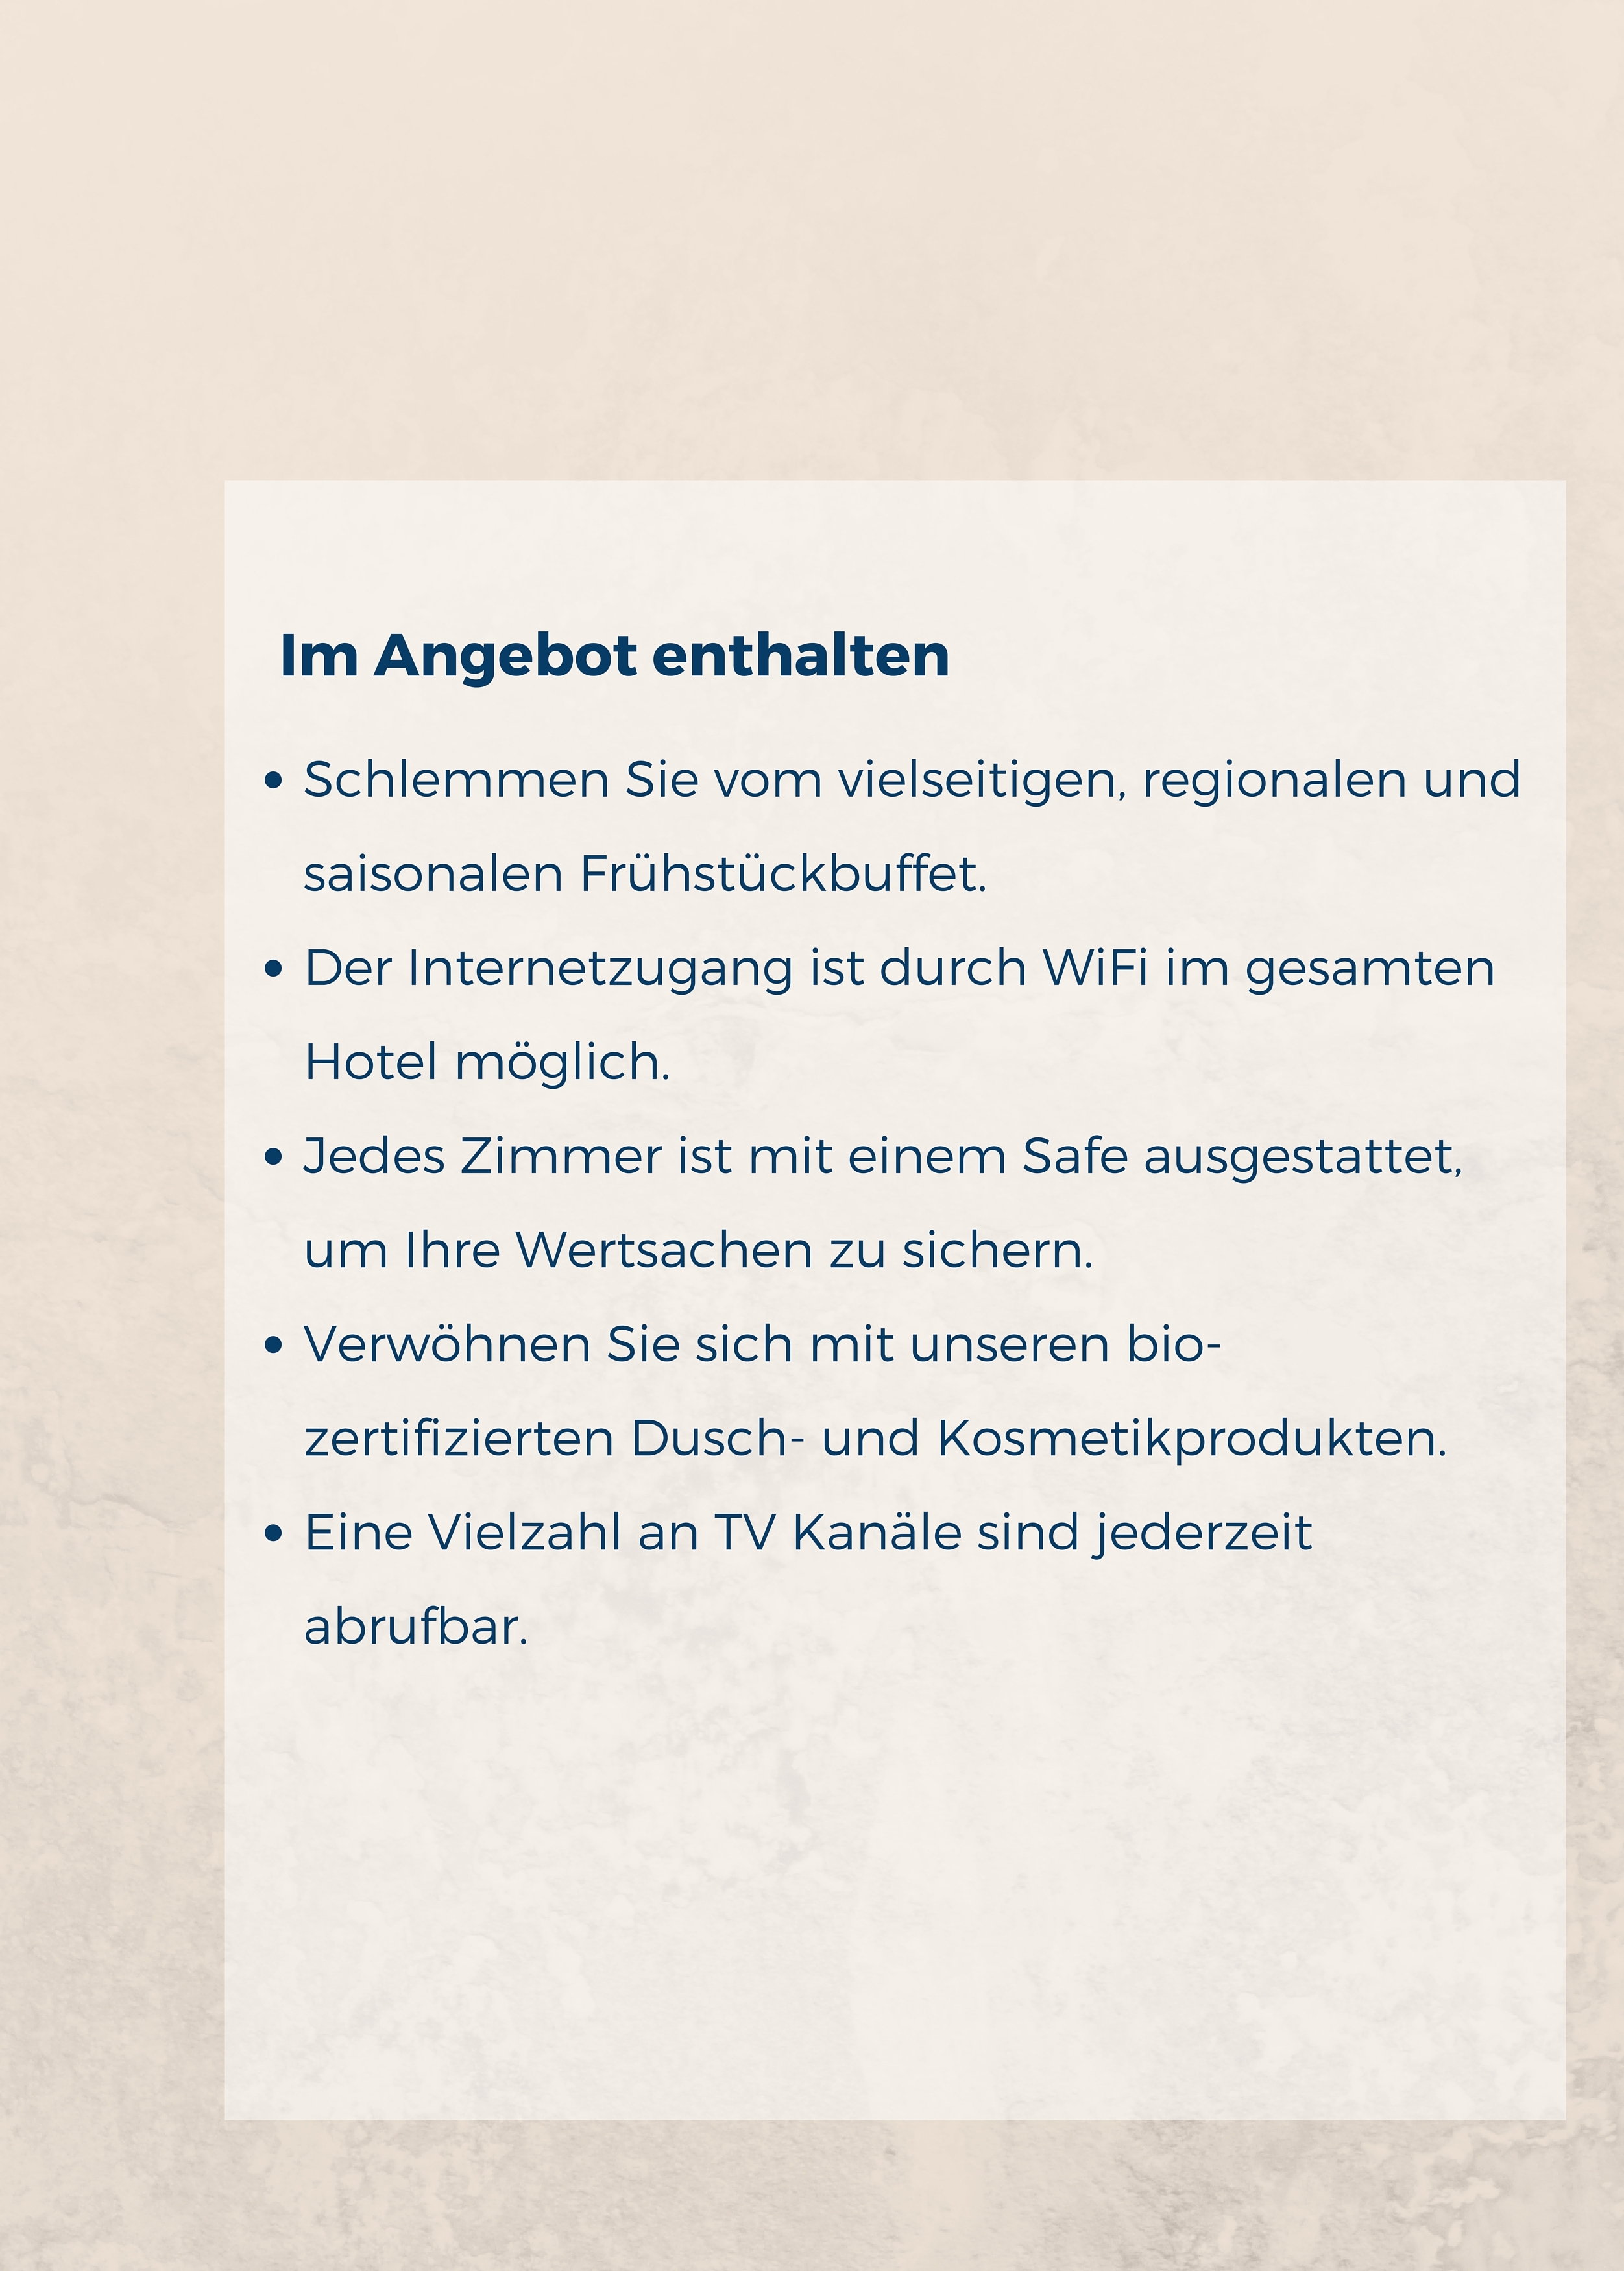 Im Angebot enthalten
• Schlemmen Sie vom vielseitigen, regionalen und
saisonalen Frühstückbuffet.
• Der Internetzugang ist durch WiFi im gesamten
Hotel möglich.
• Jedes Zimmer ist mit einem Safe ausgestattet,
um Ihre Wertsachen zu sichern.
• Verwöhnen Sie sich mit unseren bio-
zertifizierten Dusch- und Kosmetikprodukten.
• Eine Vielzahl an TV Kanäle sind jederzeit
abrufbar.